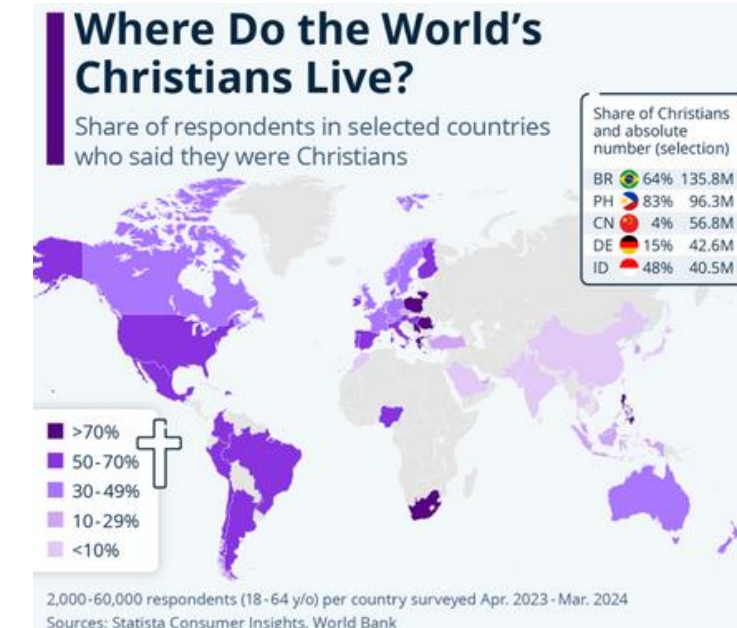 Where Do the World's
Christians Live?
Share of respondents in selected countries
who said they were Christians
Share of Christians
and absolute
number (selection)
BR 64% 135.8M
PH 83% 96.3M
CN 4% 56.8M
DE 15% 42.6M
ID 48% 40.5M
>70%
50-70%
30-49%
10-29%
<10%
2,000-60,000 respondents (18-64 y/o) per country surveyed Apr. 2023-Mar. 2024
Sources: Statista Consumer Insights, World Bank